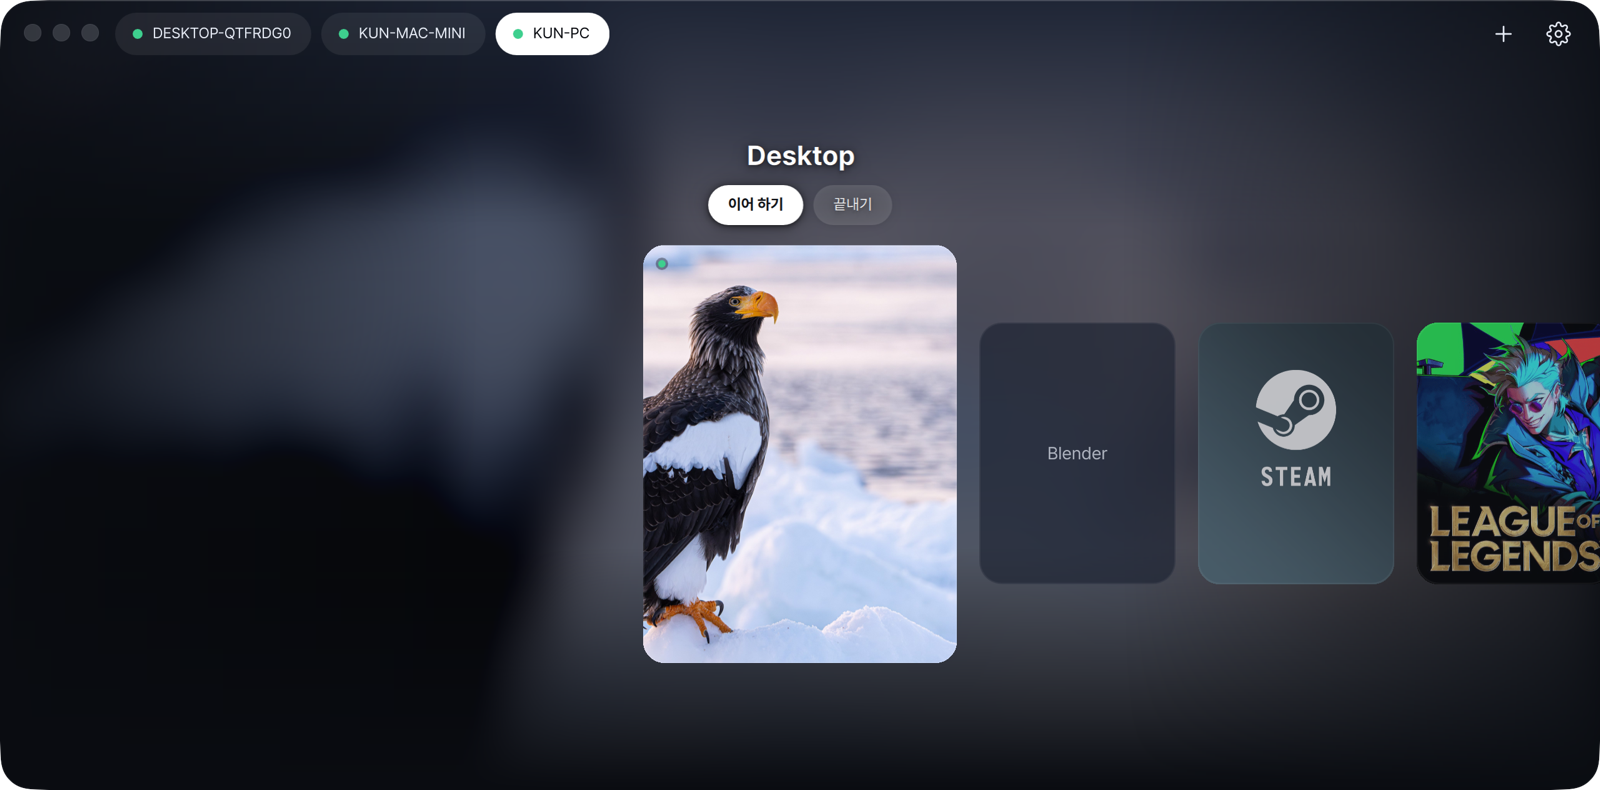 DESKTOP-QTFRDG0
KUN-MAC-MINI
KUN-PC
Desktop
이어 하기
끝내기
Blender
STEAM
LEAGUE OF
LEGENDS